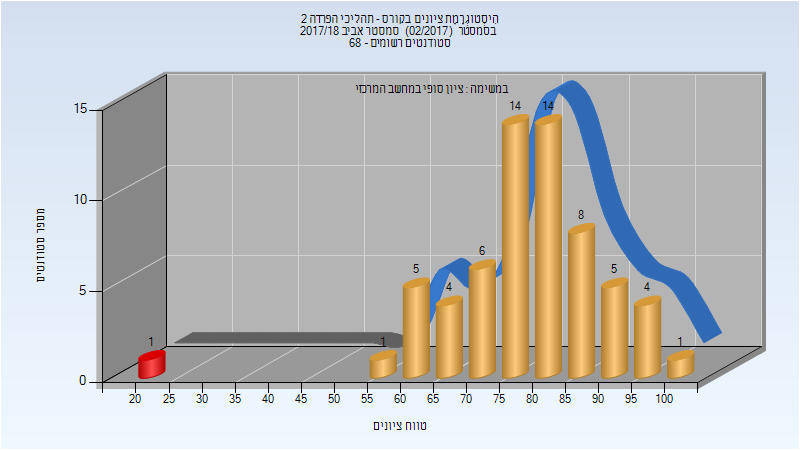 היסטוגרמת ציונים בקורס - תהליכי הפרדה 2
בסמסטר (02/2017) סמסטר אביב 2017/18
סטודנטים רשומים - 68
במשימה : ציון סופי במחשב המרכזי
מספר סטודנטים
15
10
5
0
1
1
5
4
6
14
14
8
5
4
1
20 25 30 35 40 45 50 55 60 65 70 75 80 85 90 95 100
טווח ציונים